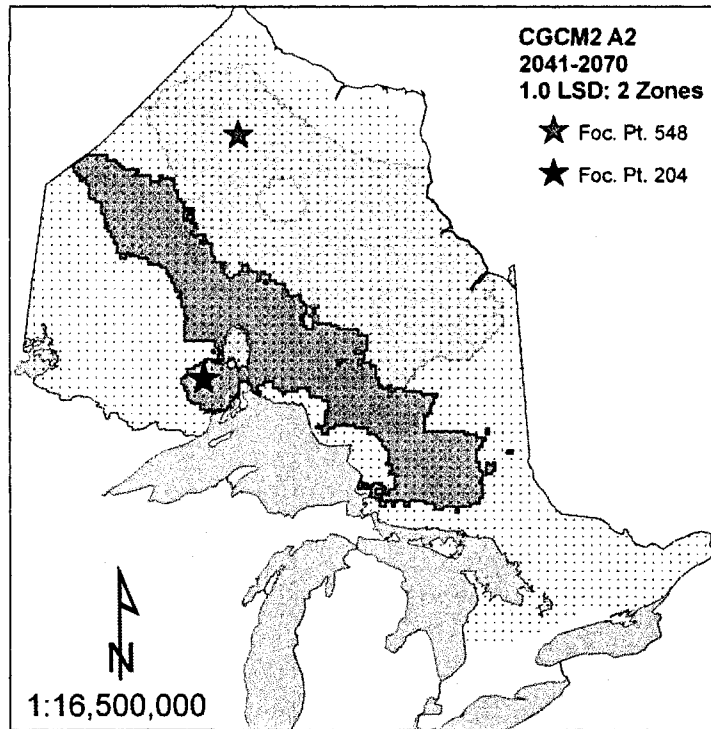 CGCM2 A2
2041-2070
1.0 LSD: 2 Zones
Foc. Pt. 548
Foc. Pt. 204
N
1:16,500,000